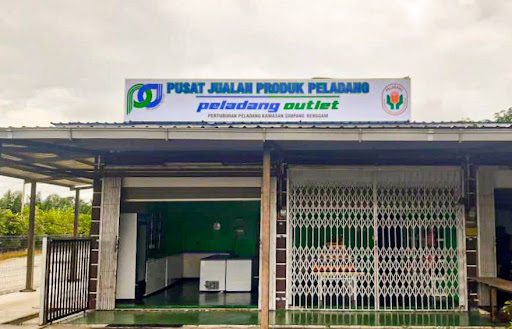 PUSAT JUALAN PRODUK PELADANG
peladang outlet
PERTUBUHAN PELADANG KAWASAN SIMPANG RENGGAM